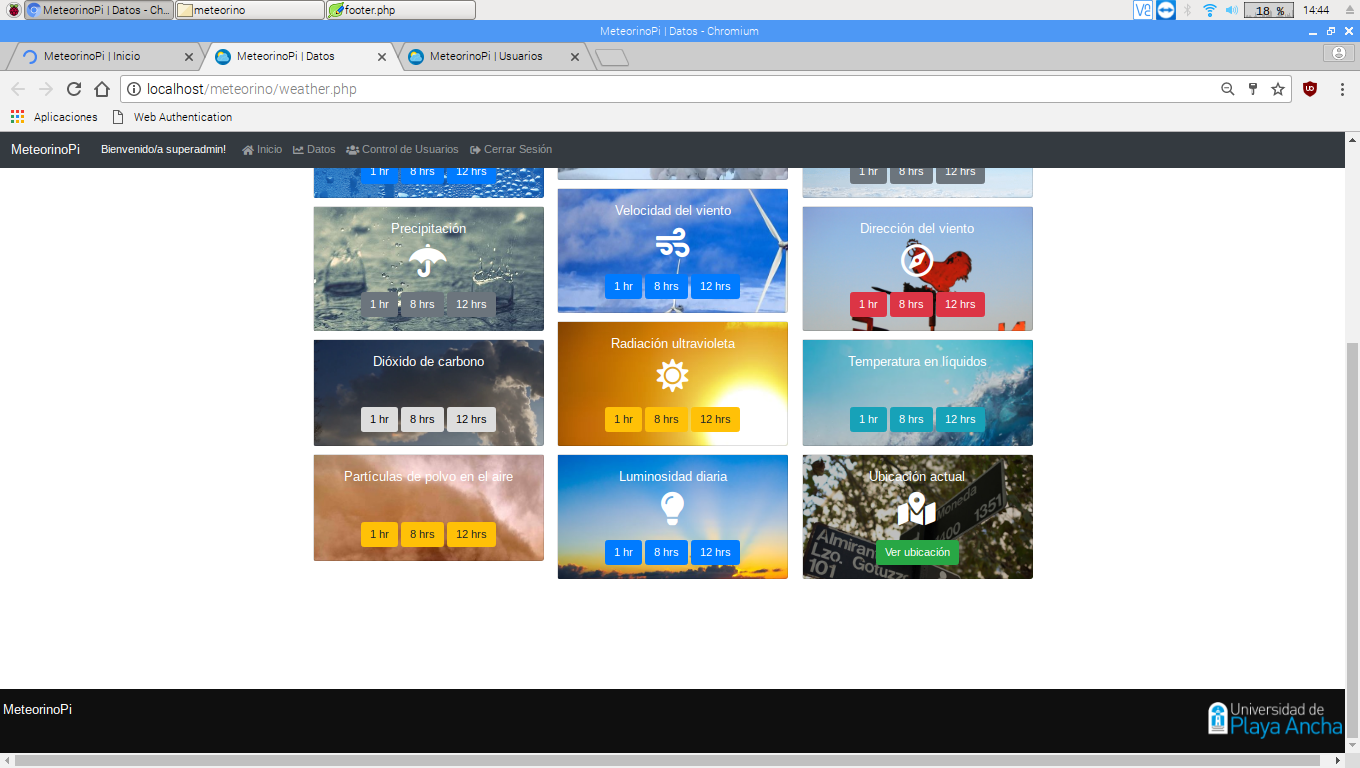 MeteorinoPi | Datos - Ch...
meteorino
footer.php
18 %
14:44
MeteorinoPi | Datos - Chromium
MeteorinoPi | Inicio
MeteorinoPi | Datos
MeteorinoPi | Usuarios
localhost/meteorino/weather.php
Aplicaciones
Web Authentication
MeteorinoPi
Bienvenido/a superadmin!
Inicio
Datos
Control de Usuarios
Cerrar Sesión
1 hr 8 hrs 12 hrs
1 hr 8 hrs 12 hrs
Precipitación
1 hr 8 hrs 12 hrs
Velocidad del viento
1 hr 8 hrs 12 hrs
Dirección del viento
1 hr 8 hrs 12 hrs
Dióxido de carbono
1 hr 8 hrs 12 hrs
Radiación ultravioleta
1 hr 8 hrs 12 hrs
Temperatura en líquidos
1 hr 8 hrs 12 hrs
Partículas de polvo en el aire
1 hr 8 hrs 12 hrs
Luminosidad diaria
1 hr 8 hrs 12 hrs
Ubicación actual
Moneda
1351
Lzo. Gotuzzo
101
Ver ubicación
MeteorinoPi
Universidad de
Playa Ancha